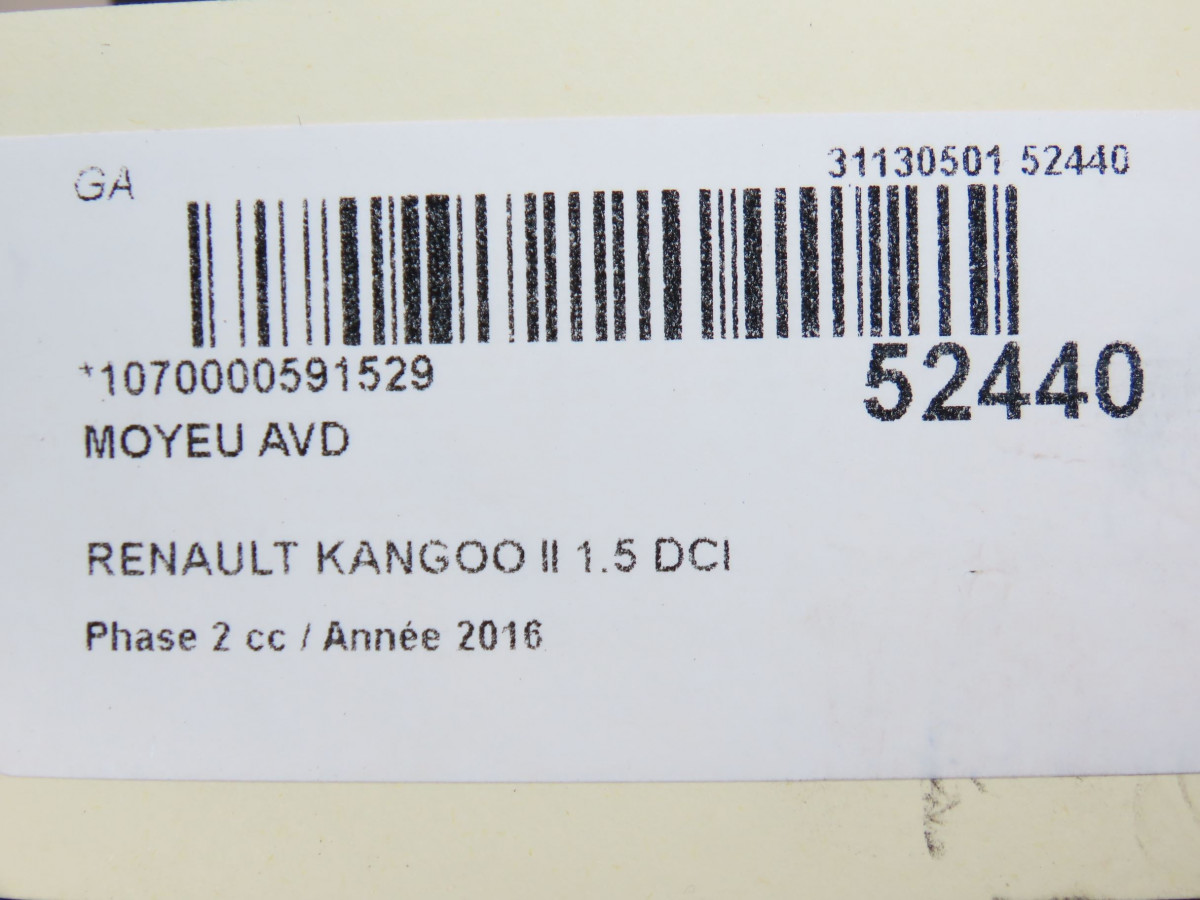 GA
31130501 52440
*1070000591529
52440
MOYEU AVD
RENAULT KANGOO II 1.5 DCI
Phase 2 cc / Année 2016